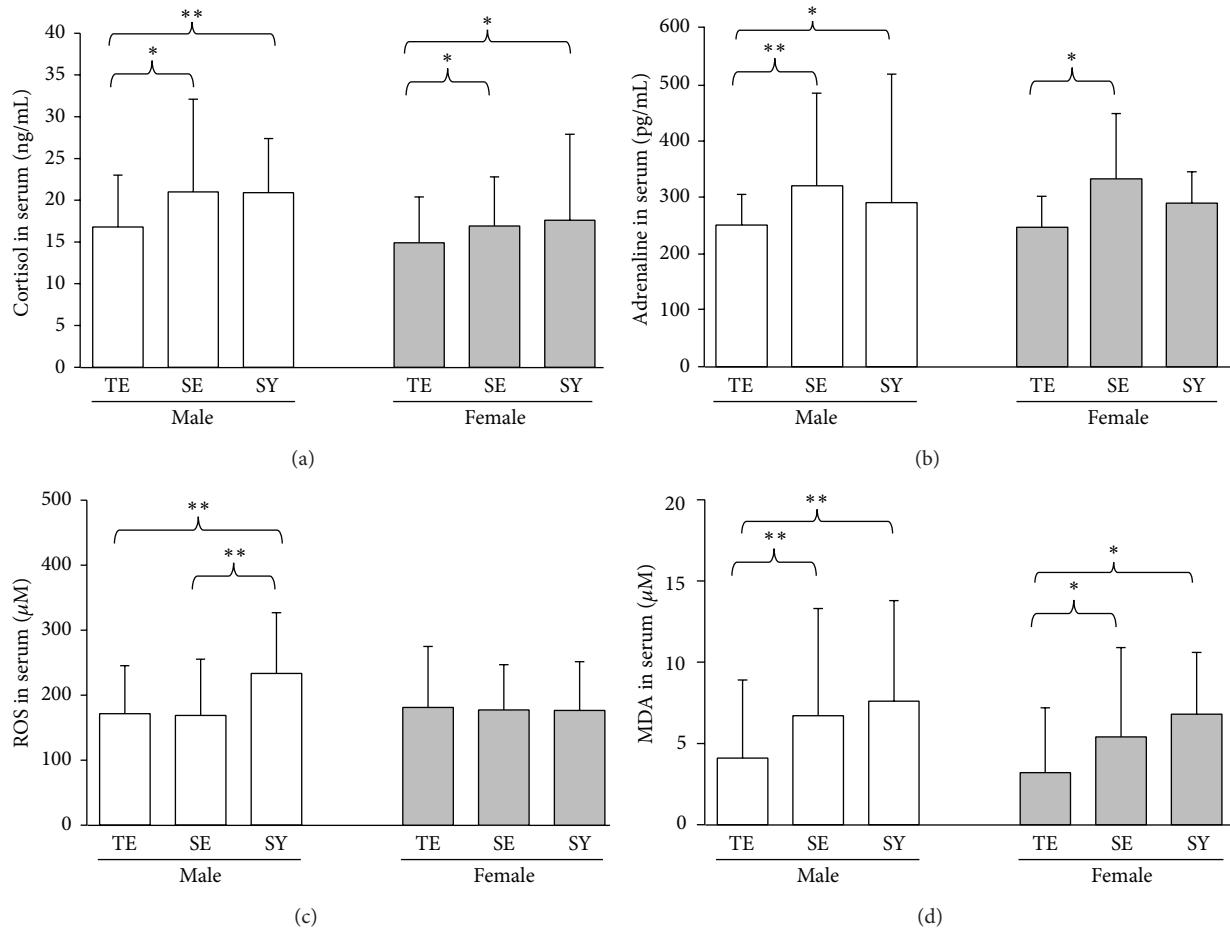 Cortisol in serum (ng/mL)
40
35
30
25
20
15
10
5
0
**
*
*
*
TE SE SY TE SE SY
Male Female
(a)
Adrenaline in serum (pg/mL)
600
500
400
300
200
100
0
*
**
*
TE SE SY TE SE SY
Male Female
(b)
ROS in serum (μM)
500
400
300
200
100
0
**
**
TE SE SY TE SE SY
Male Female
(c)
MDA in serum (μM)
20
15
10
5
0
**
**
*
*
TE SE SY TE SE SY
Male Female
(d)